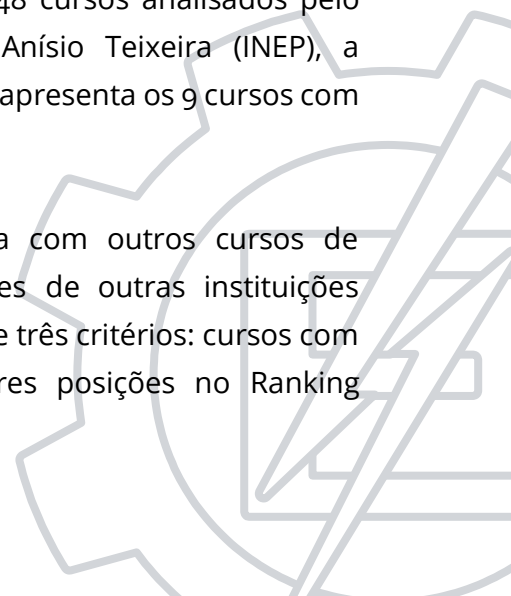 48 cursos analisados pelo
Anísio Teixeira (INEP), a
apresenta os 9 cursos com
a com outros cursos de
es de outras instituições
e três critérios: cursos com
res posições no Ranking